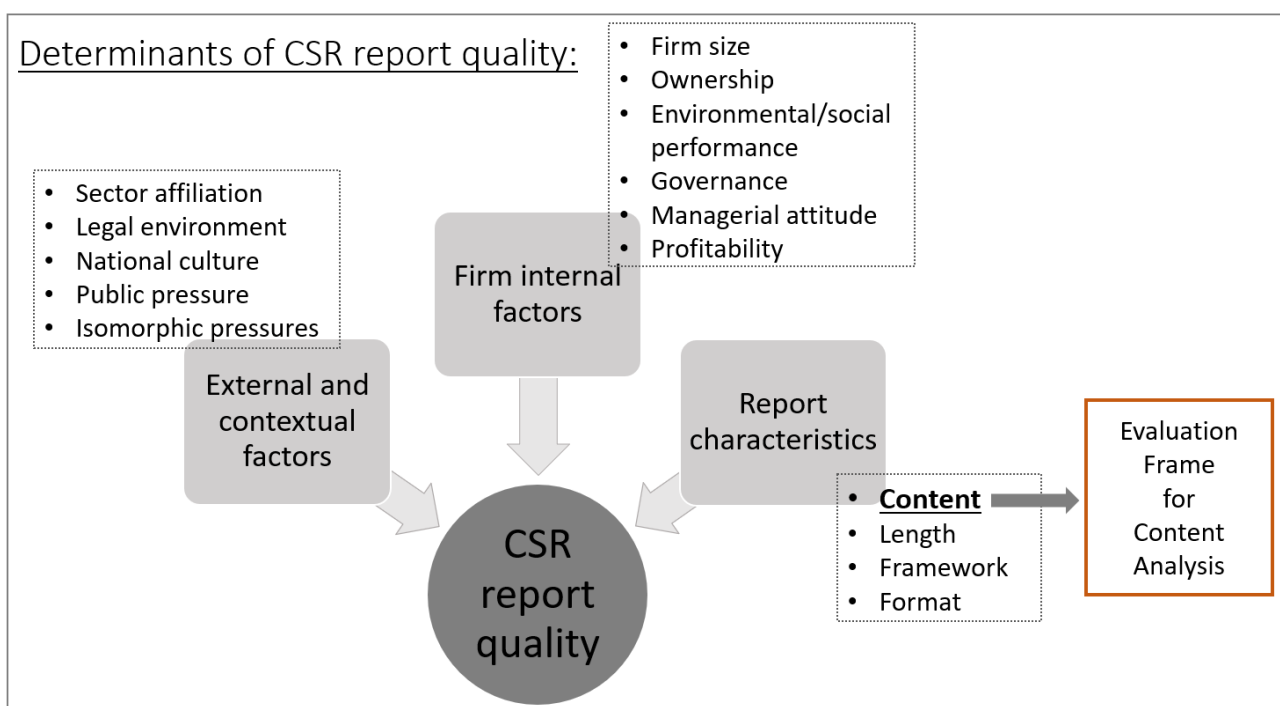 Determinants of CSR report quality:
• Firm size
• Ownership
• Environmental/social
performance
• Governance
• Managerial attitude
• Profitability
• Sector affiliation
• Legal environment
• National culture
• Public pressure
• Isomorphic pressures
Firm internal
factors
External and
contextual
factors
Report
characteristics
• Content
• Length
• Framework
• Format
Evaluation
Frame
for
Content
Analysis
CSR
report
quality